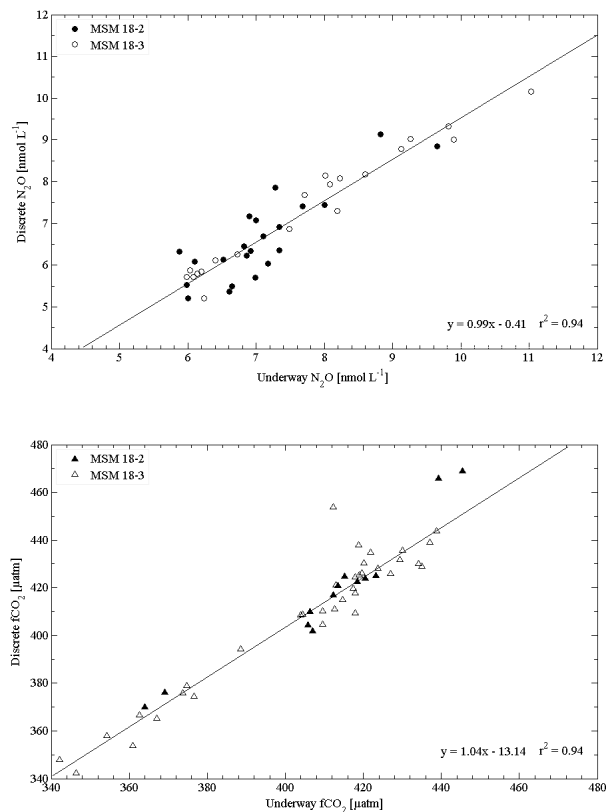 12
MSM 18-2
MSM 18-3
11
10
9
8
7
6
5
4
Discrete N₂O [nmol L⁻¹]
y = 0.99x - 0.41 r² = 0.94
4 5 6 7 8 9 10 11 12
Underway N₂O [nmol L⁻¹]
480
MSM 18-2
MSM 18-3
460
440
420
400
380
360
340
Discrete fCO₂ [µatm]
y = 1.04x - 13.14 r² = 0.94
340 360 380 400 420 440 460 480
Underway fCO₂ [µatm]